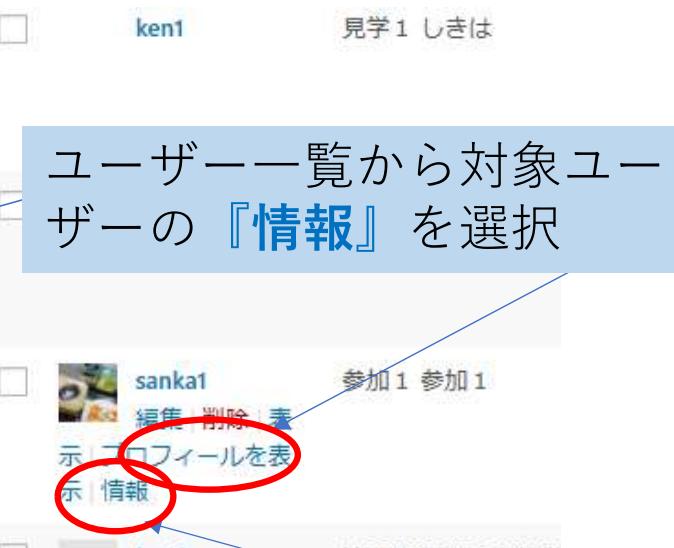 ken1 見学１ しきは
ユーザー一覧から対象ユー
ザーの『情報』を選択
sanka1 参加１ 参加１
編集 | 削除 | 表
示 | プロフィールを表
示 | 情報